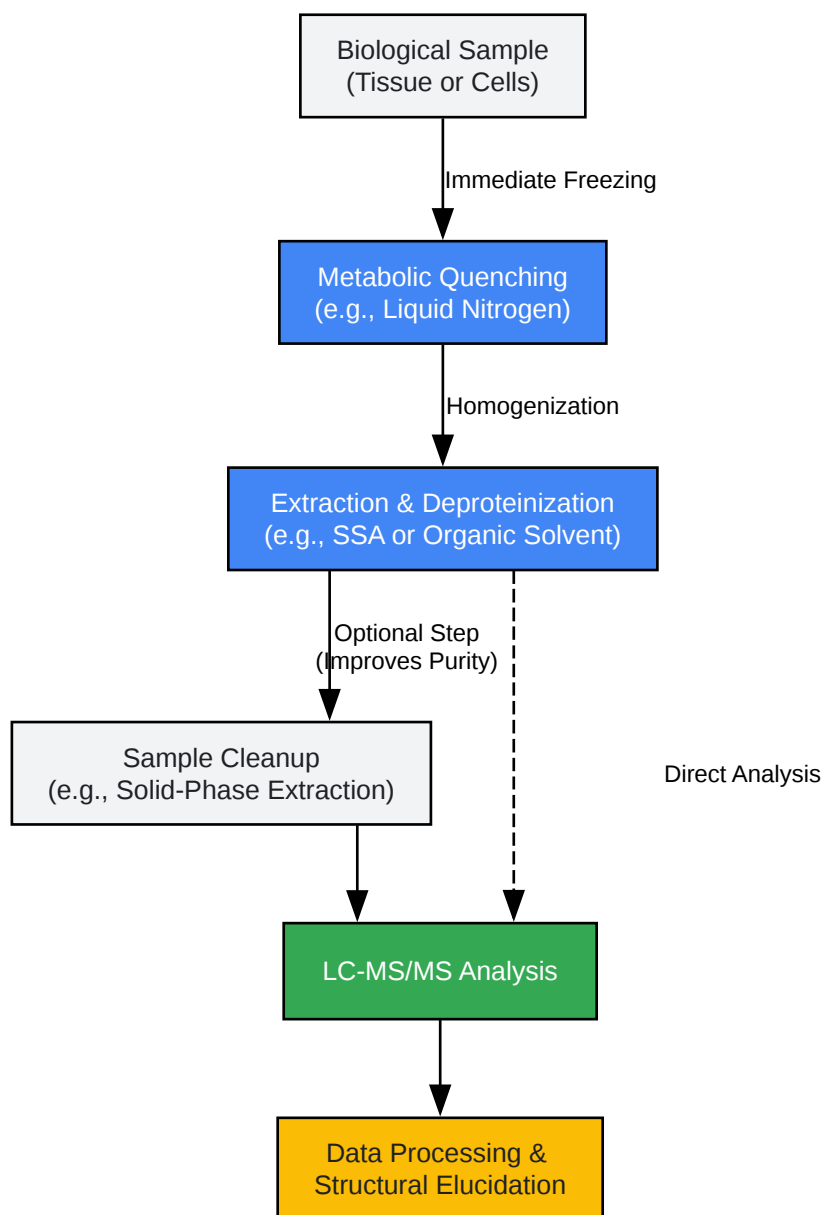 Biological Sample
(Tissue or Cells)
Immediate Freezing
Metabolic Quenching
(e.g., Liquid Nitrogen)
Homogenization
Extraction & Deproteinization
(e.g., SSA or Organic Solvent)
Optional Step
(Improves Purity)
Sample Cleanup
(e.g., Solid-Phase Extraction)
Direct Analysis
LC-MS/MS Analysis
Data Processing &
Structural Elucidation